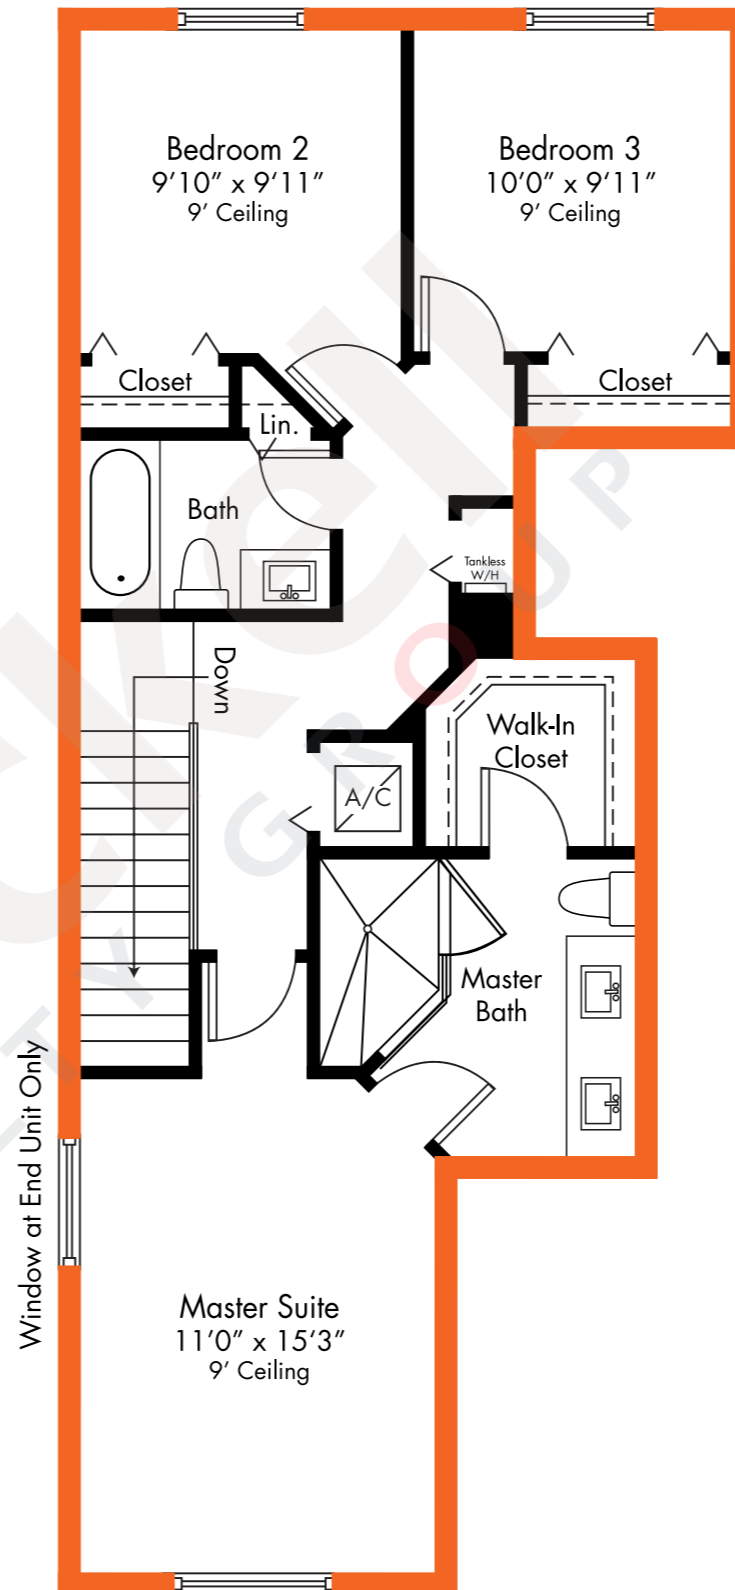 Bedroom 2
9'10" x 9'11"
9' Ceiling
Bedroom 3
10'0" x 9'11"
9' Ceiling
Closet
Closet
Lin.
Bath
Tankless
W/H
Down
Walk-In
Closet
A/C
Master
Bath
Window at End Unit Only
Master Suite
11'0" x 15'3"
9' Ceiling
GROUP